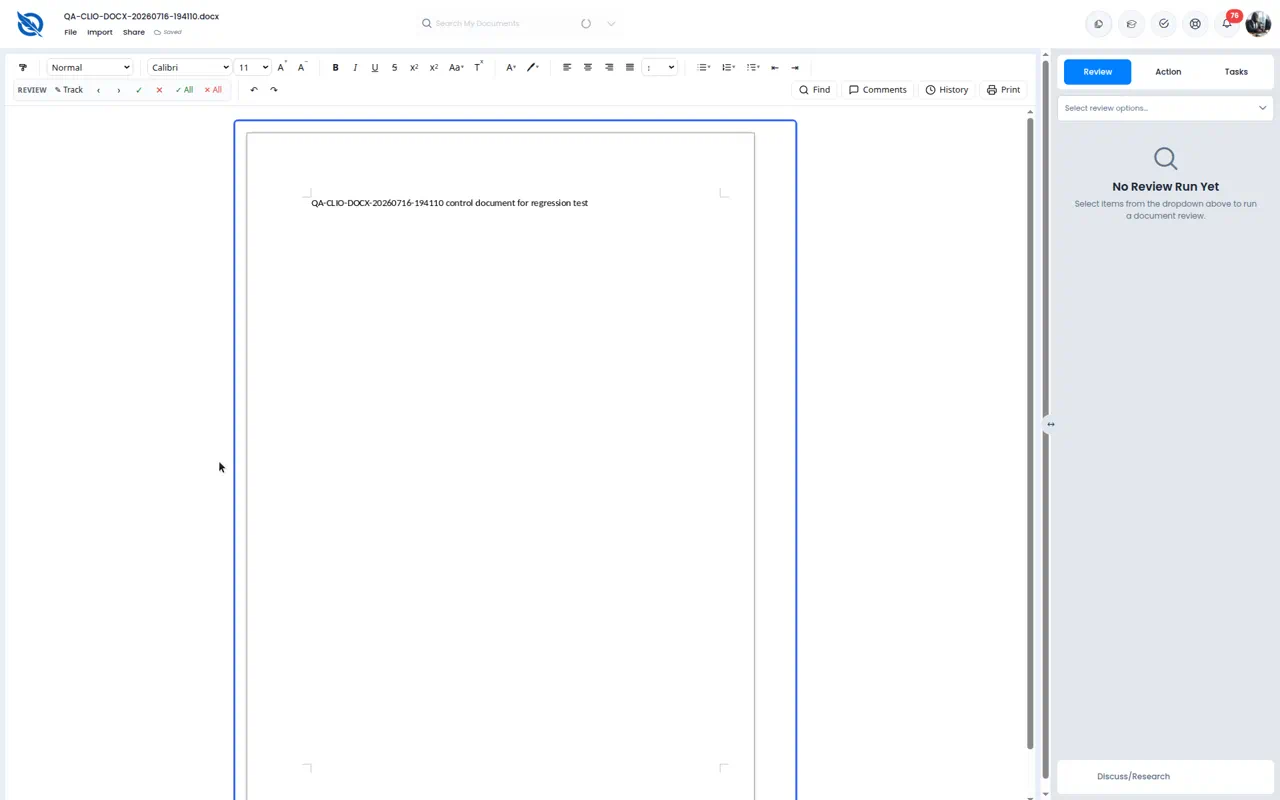 QA-CLIO-DOCX-20260716-194110.docx
File Import Share Saved
Search My Documents
76
Normal Calibri 11 A A B I U S x² x² Aa T A
REVIEW Track ‹ › ✓ ✕ ✓ All ✕ All
Find Comments History Print
Review Action Tasks
Select review options...
No Review Run Yet
Select items from the dropdown above to run
a document review.
QA-CLIO-DOCX-20260716-194110 control document for regression test
Discuss/Research